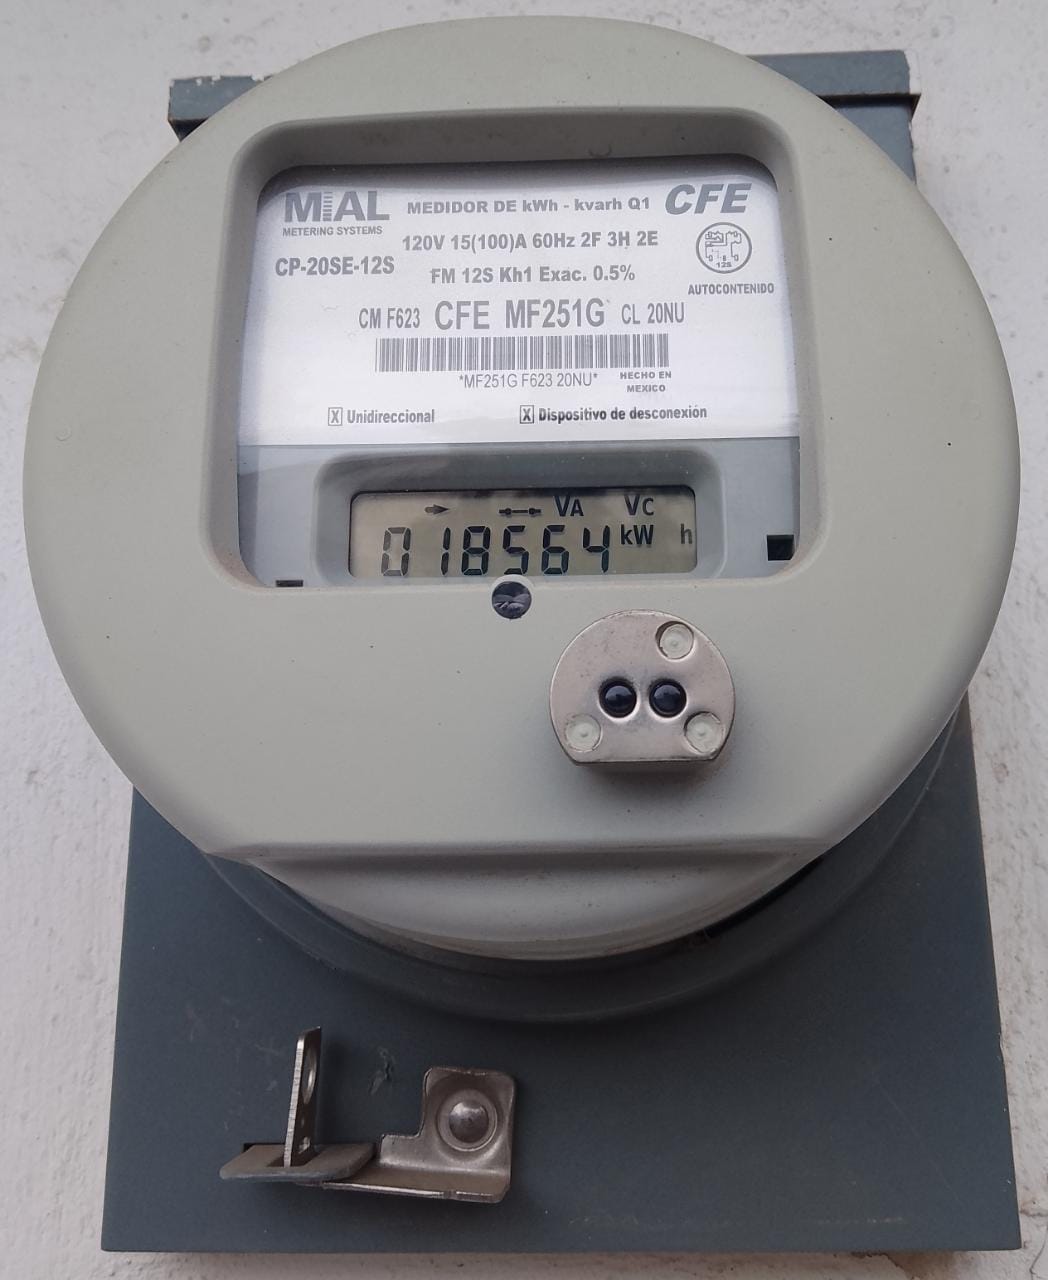 MIAL
METERING SYSTEMS
MEDIDOR DE kWh - kvarh Q1
CFE
120V 15(100)A 60Hz 2F 3H 2E
CP-20SE-12S
FM 12S Kh1 Exac. 0.5%
12S
AUTOCONTENIDO
CM F623 CFE MF251G CL 20NU
*MF251G F623 20NU*
HECHO EN
MEXICO
X Unidireccional
X Dispositivo de desconexión
VA VC
018564 kW h